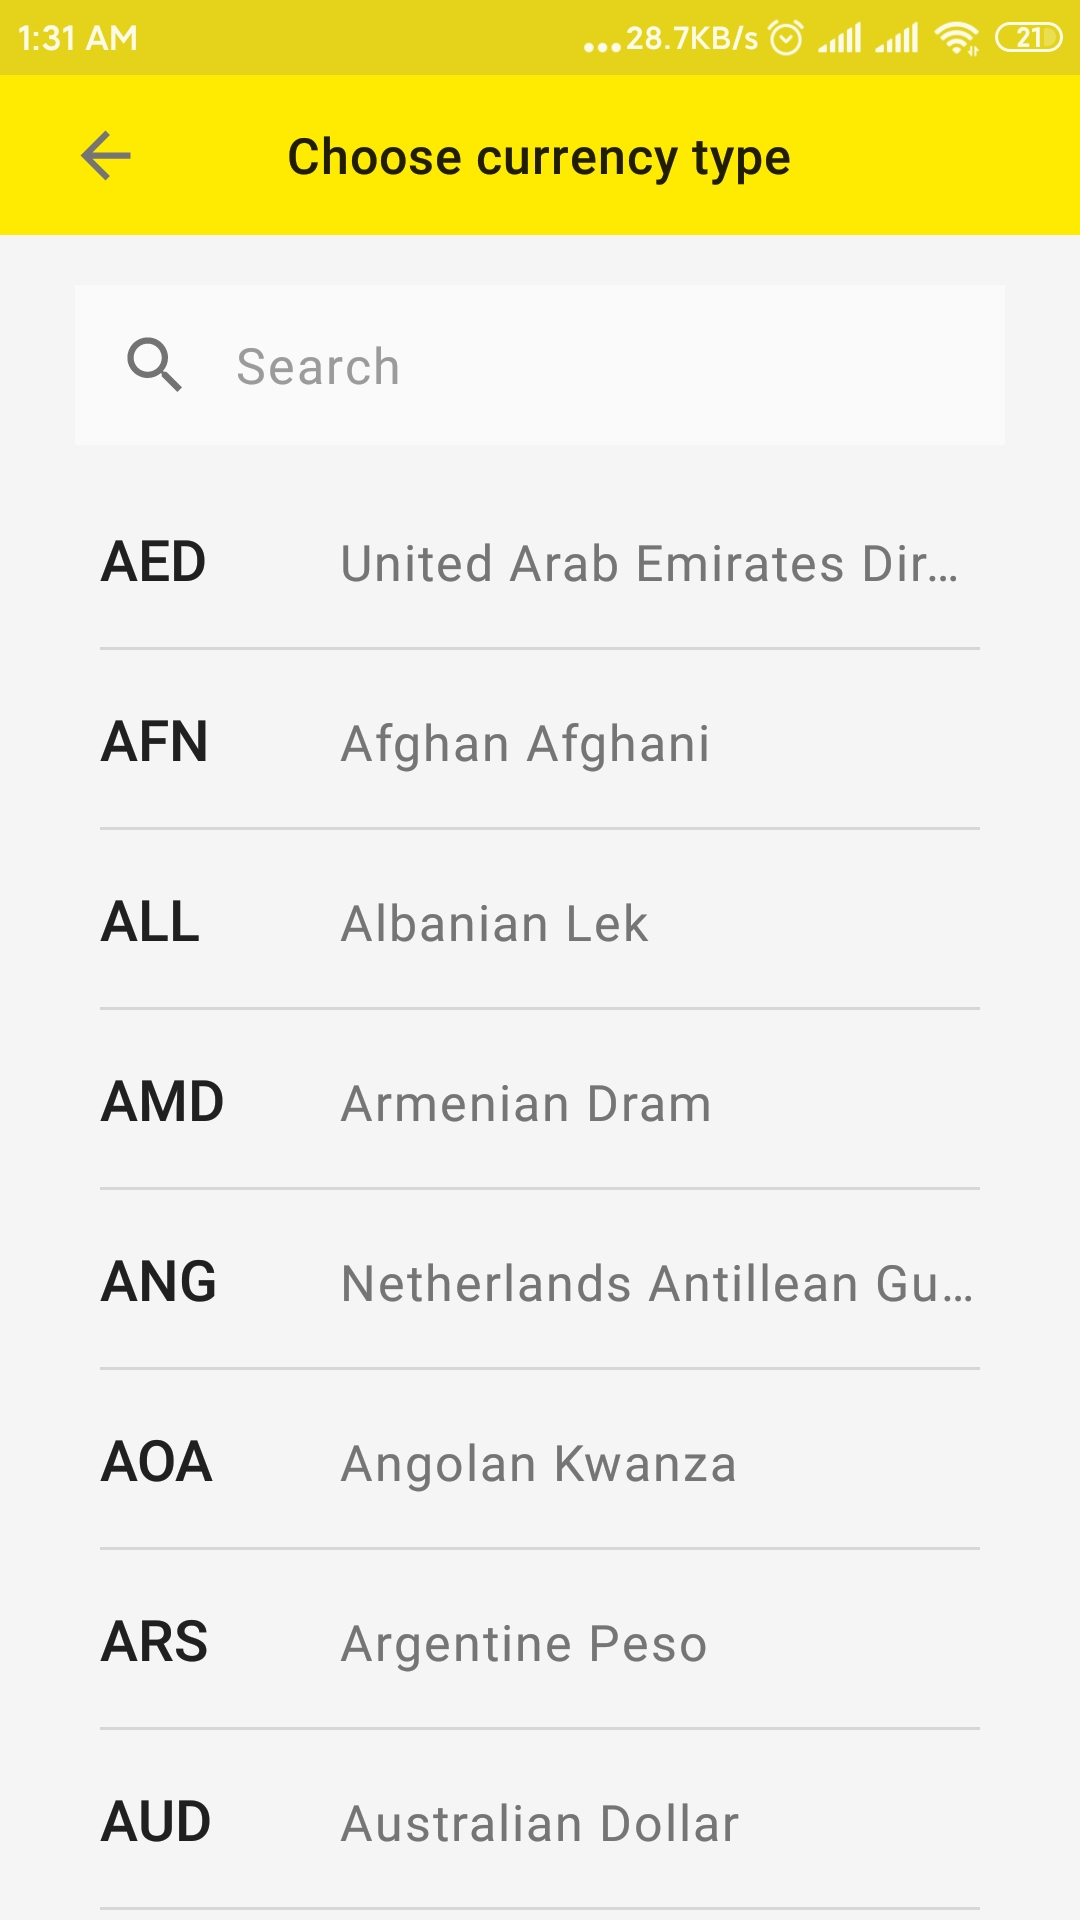 1:31 AM ...28.7KB/s 21
Choose currency type
Search
AED United Arab Emirates Dir...
AFN Afghan Afghani
ALL Albanian Lek
AMD Armenian Dram
ANG Netherlands Antillean Gu...
AOA Angolan Kwanza
ARS Argentine Peso
AUD Australian Dollar